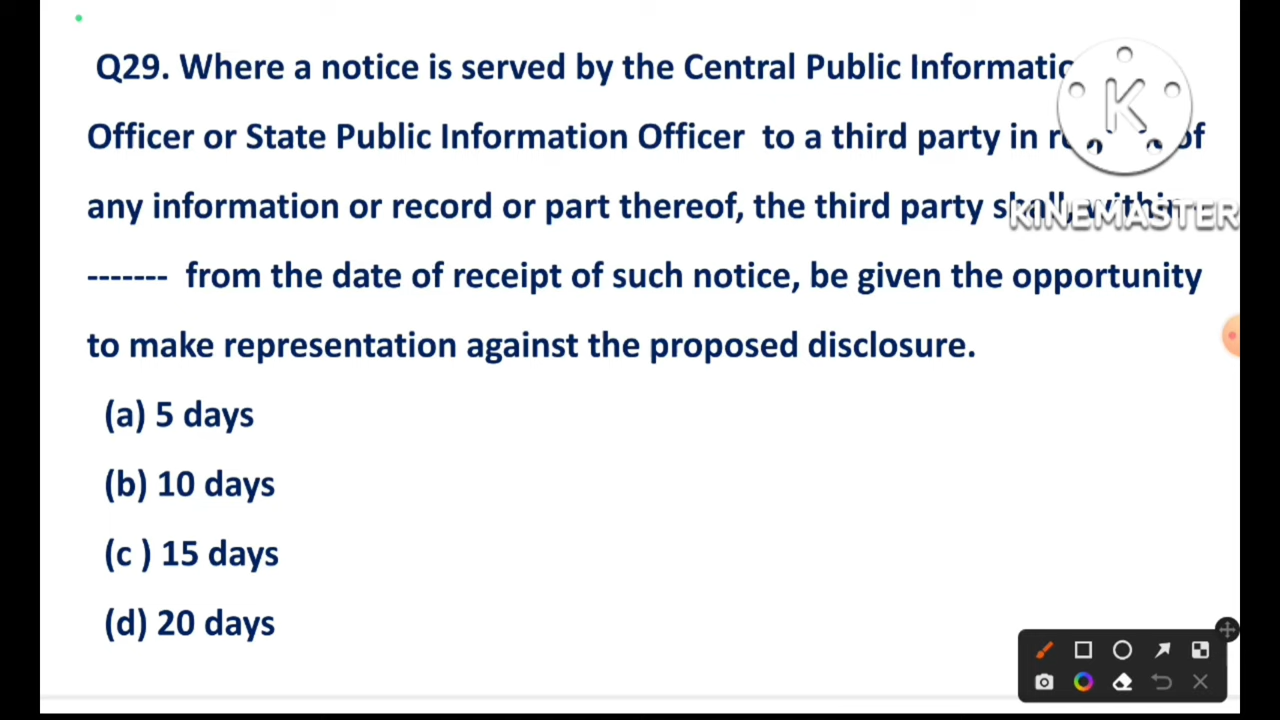 Q29. Where a notice is served by the Central Public
Officer or State Public Information Officer to a third party in of
any information or record or part thereof, the third party
------- from the date of receipt of such notice, be given the opportunity
to make representation against the proposed disclosure.
(a) 5 days
(b) 10 days
(c ) 15 days
(d) 20 days
K
KINEMASTER